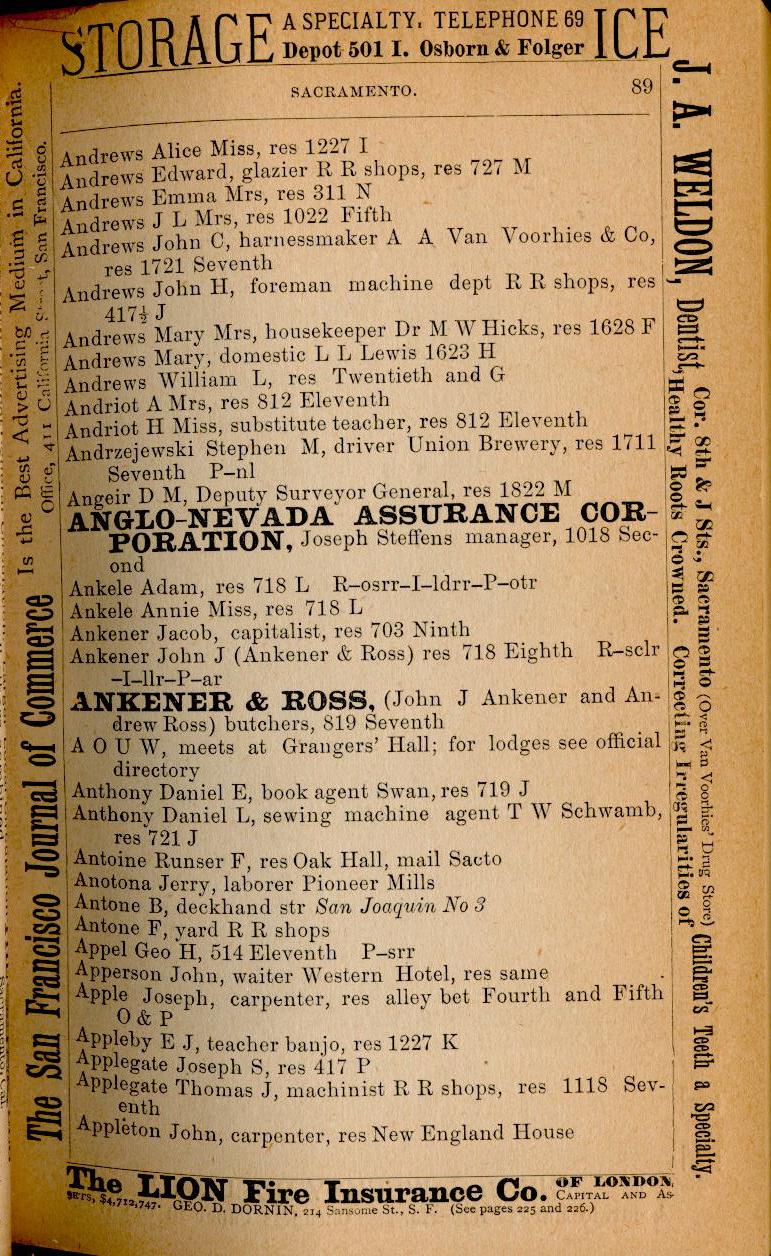 STORAGE A SPECIALTY. TELEPHONE 69
Depot 501 I. Osborn & Folger ICE
SACRAMENTO. 89
Andrews Alice Miss, res 1227 I
Andrews Edward, glazier R R shops, res 727 M
Andrews Emma Mrs, res 311 N
Andrews J L Mrs, res 1022 Fifth
Andrews John C, harnessmaker A A Van Voorhies & Co,
res 1721 Seventh
Andrews John H, foreman machine dept R R shops, res
417½ J
Andrews Mary Mrs, housekeeper Dr M W Hicks, res 1628 F
Andrews Mary, domestic L L Lewis 1623 H
Andrews William L, res Twentieth and G
Andriot A Mrs, res 812 Eleventh
Andriot H Miss, substitute teacher, res 812 Eleventh
Andrzejewski Stephen M, driver Union Brewery, res 1711
Seventh P-nl
Angeir D M, Deputy Surveyor General, res 1822 M
ANGLO-NEVADA ASSURANCE COR-
PORATION, Joseph Steffens manager, 1018 Sec-
ond
Ankele Adam, res 718 L R-osrr-I-ldrr-P-otr
Ankele Annie Miss, res 718 L
Ankener Jacob, capitalist, res 703 Ninth
Ankener John J (Ankener & Ross) res 718 Eighth R-sclr
-I-llr-P-ar
ANKENER & ROSS, (John J Ankener and An-
drew Ross) butchers, 819 Seventh
A O U W, meets at Grangers' Hall; for lodges see official
directory
Anthony Daniel E, book agent Swan, res 719 J
Anthony Daniel L, sewing machine agent T W Schwamb,
res 721 J
Antoine Runser F, res Oak Hall, mail Sacto
Anotona Jerry, laborer Pioneer Mills
Antone B, deckhand str San Joaquin No 3
Antone F, yard R R shops
Appel Geo H, 514 Eleventh P-srr
Apperson John, waiter Western Hotel, res same
Apple Joseph, carpenter, res alley bet Fourth and Fifth
O & P
Appleby E J, teacher banjo, res 1227 K
Applegate Joseph S, res 417 P
Applegate Thomas J, machinist R R shops, res 1118 Sev-
enth
Appleton John, carpenter, res New England House
The LION Fire Insurance Co. OF LONDON,
CAPITAL AND AS-
SETS, $4,712,747. GEO. D. DORNIN, 214 Sansome St., S. F. (See pages 225 and 226.)
The San Francisco Journal of Commerce Is the Best Advertising Medium in California.
Office, 411 California San Francisco.
J. A. WELDON, Dentist, Cor. 8th & J Sts., Sacramento (Over Van Voorhies' Drug Store) Children's Teeth a Specialty.
Healthy Roots Crowned. Correcting Irregularities of